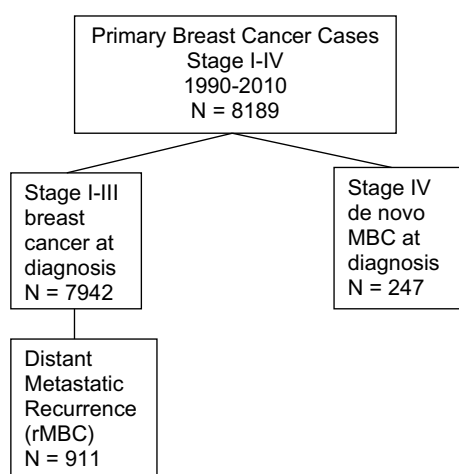 Primary Breast Cancer Cases
Stage I-IV
1990-2010
N = 8189
Stage I-III
breast
cancer at
diagnosis
N = 7942
Stage IV
de novo
MBC at
diagnosis
N = 247
Distant
Metastatic
Recurrence
(rMBC)
N = 911